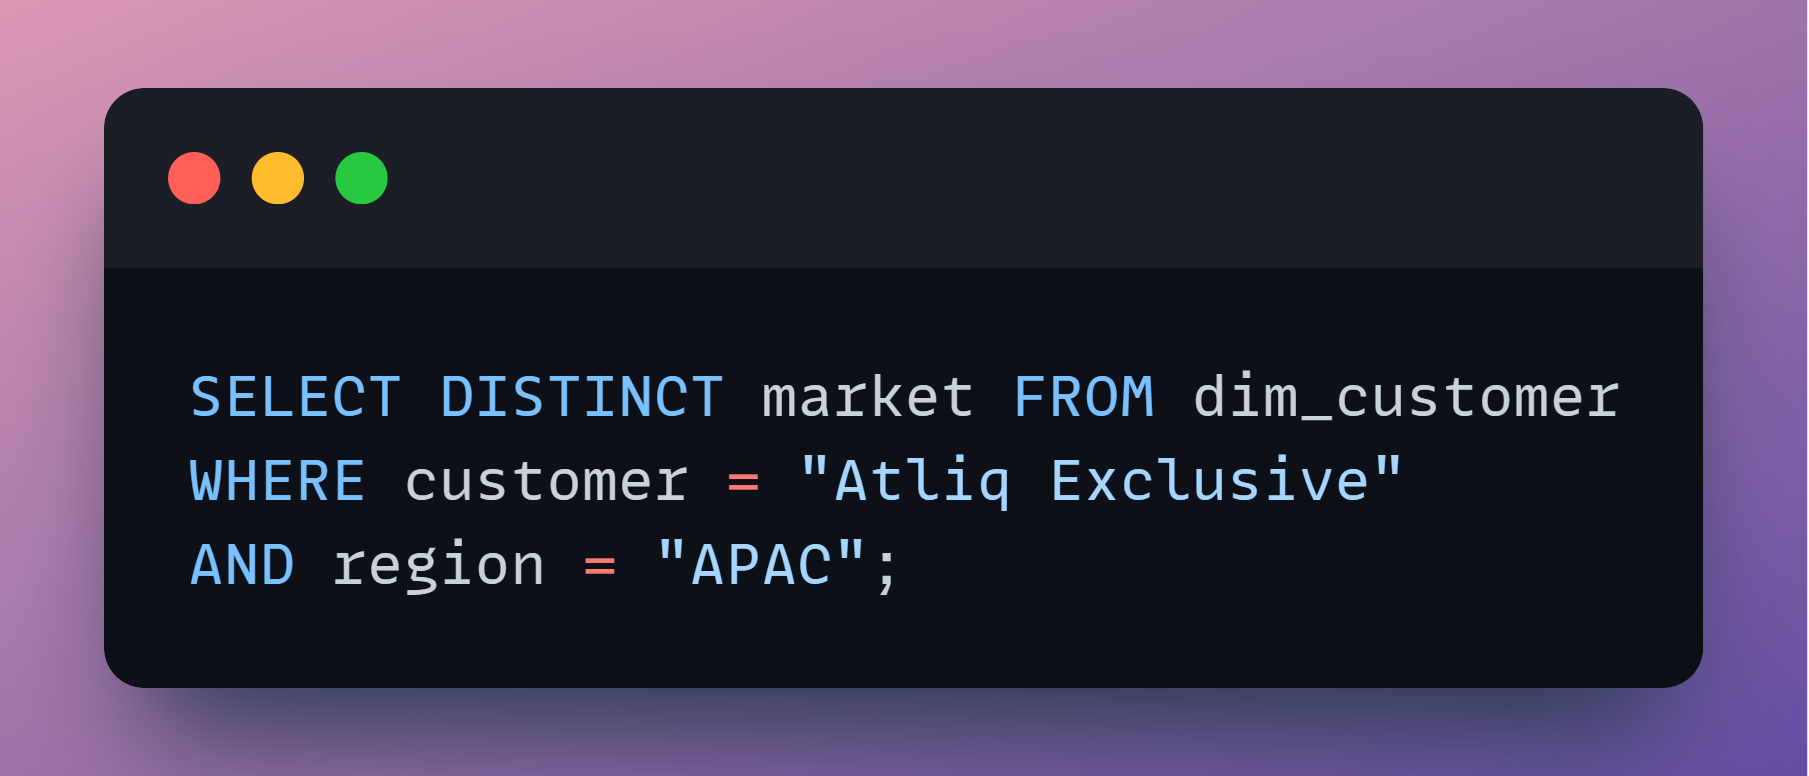 SELECT DISTINCT market FROM dim_customer
WHERE customer = "Atliq Exclusive"
AND region = "APAC";